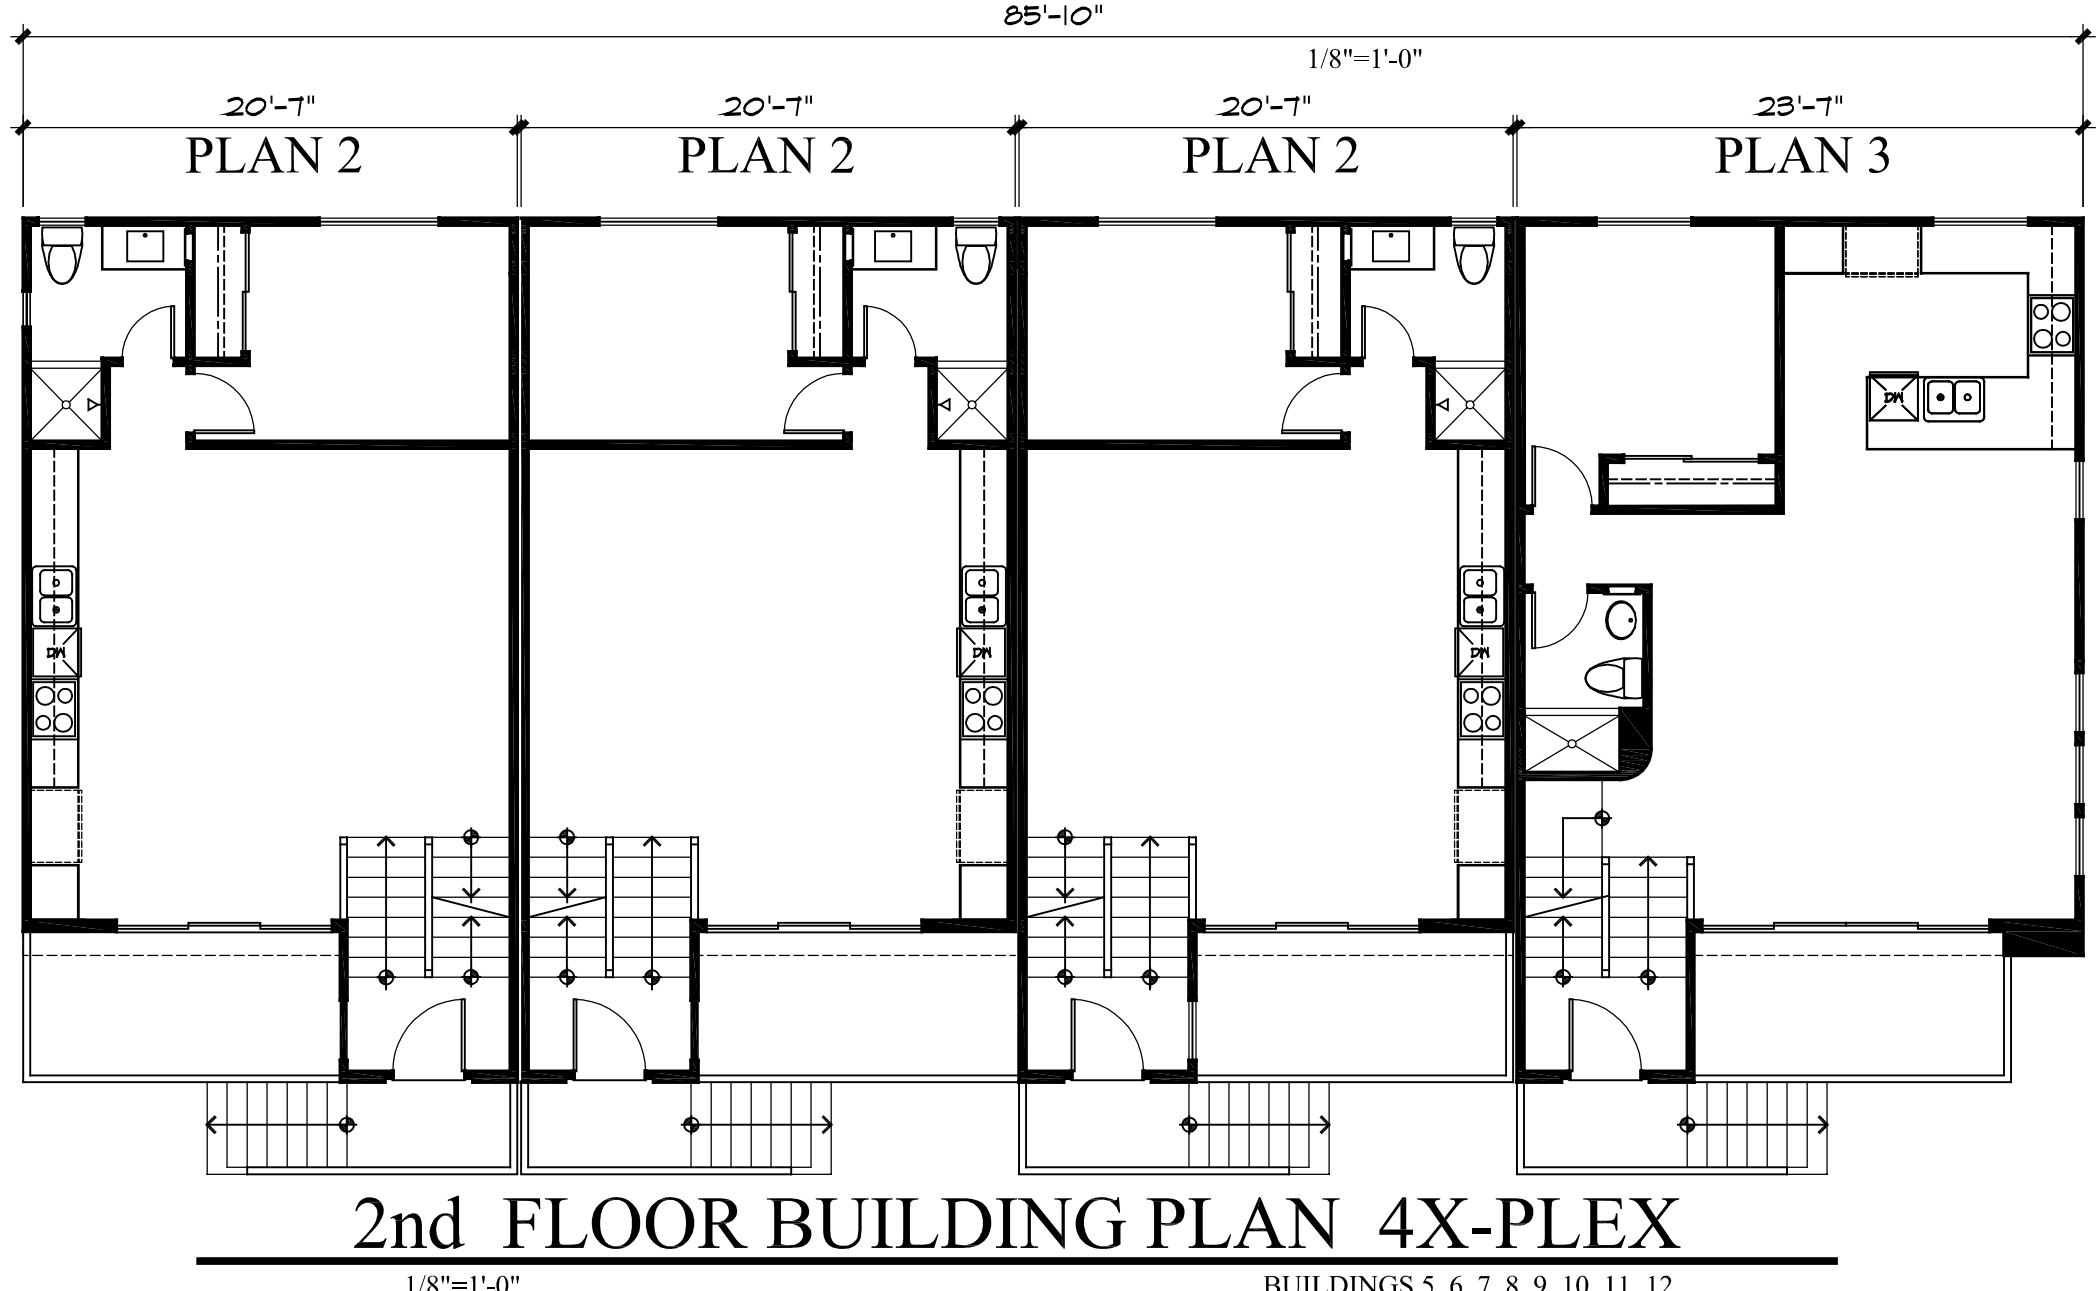 85'-10"
1/8"=1'-0"
20'-7" 20'-7" 20'-7" 23'-7"
PLAN 2 PLAN 2 PLAN 2 PLAN 3
DW
DW DW DW
2nd FLOOR BUILDING PLAN 4X-PLEX
1/8"=1'-0" BUILDINGS 5, 6, 7, 8, 9, 10, 11, 12